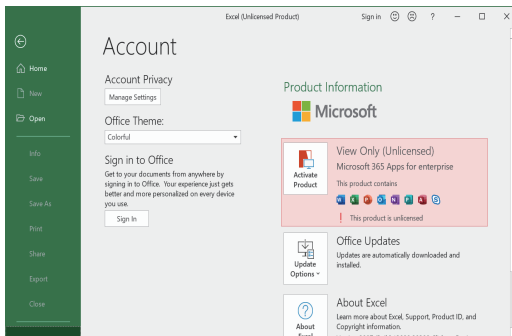 Excel (Unlicensed Product)
Sign in
?
Account
Home
New
Open
Info
Save
Save As
Print
Share
Export
Close
Account Privacy
Manage Settings
Office Theme:
Colorful
Sign in to Office
Get to your documents from anywhere by
signing in to Office. Your experience just gets
better and more personalized on every device
you use.
Sign In
Product Information
Microsoft
Activate
Product
View Only (Unlicensed)
Microsoft 365 Apps for enterprise
This product contains
! This product is unlicensed
Update
Options
Office Updates
Updates are automatically downloaded and
installed.
About
Excel
About Excel
Learn more about Excel, Support, Product ID, and
Copyright information.